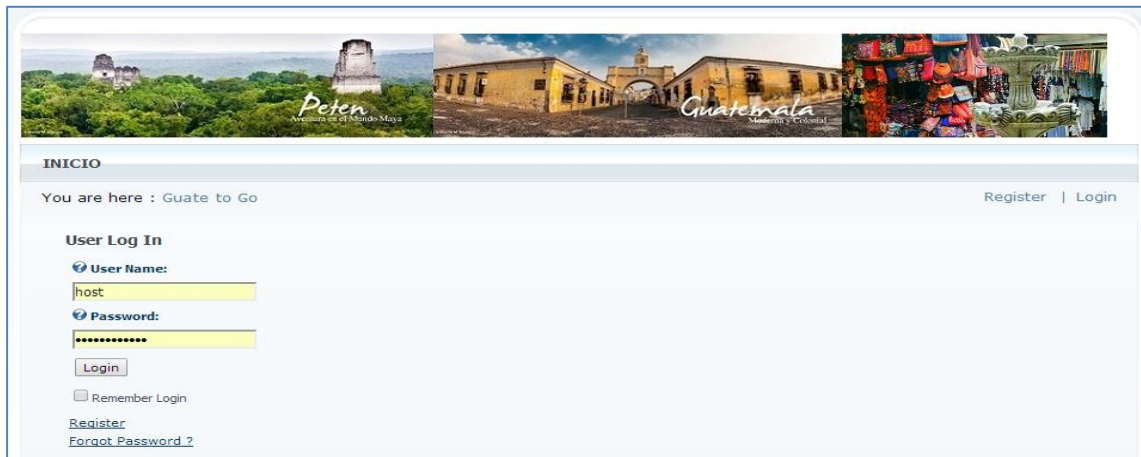 Peten
Aventura en el Mundo Maya
Guatemala
Moderna y Colonial
INICIO
You are here : Guate to Go
Register | Login
User Log In
User Name:
host
Password:
••••••••••••
Login
Remember Login
Register
Forgot Password ?